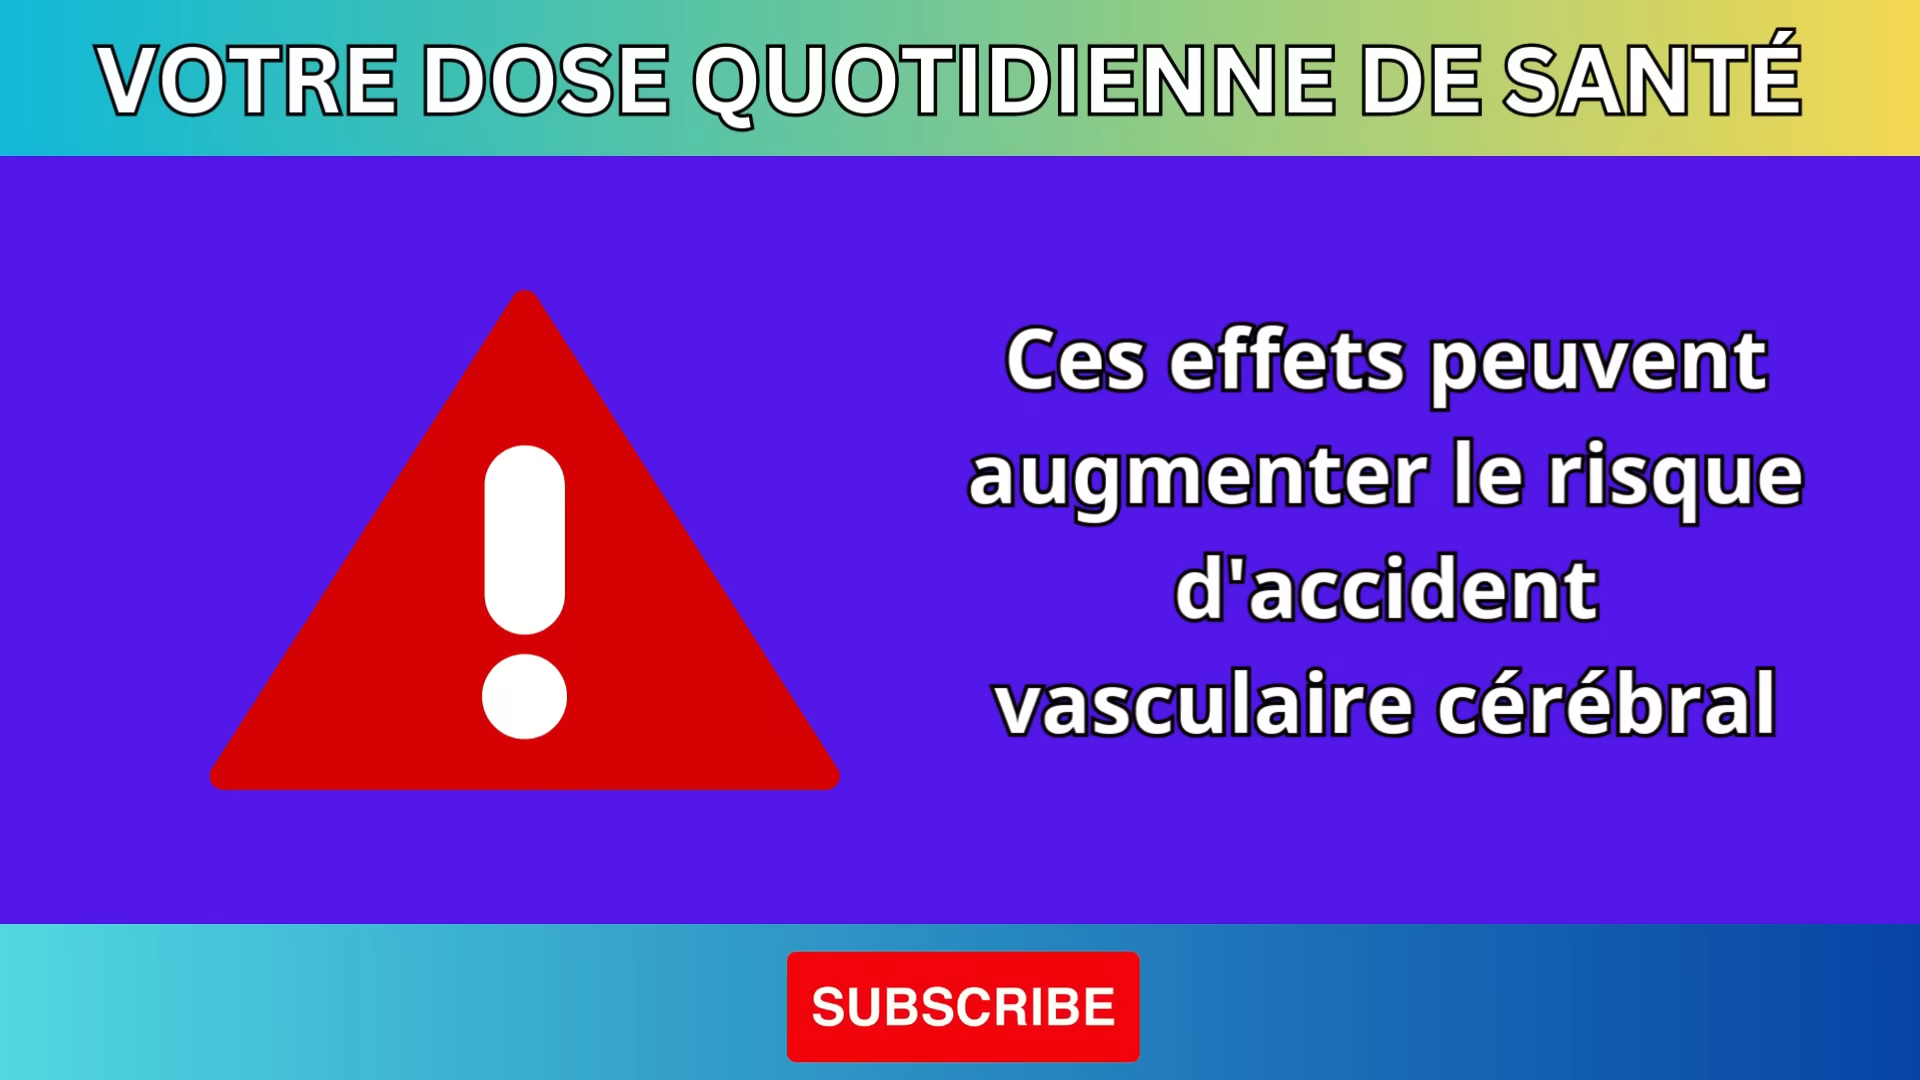 VOTRE DOSE QUOTIDIENNE DE SANTÉ
Ces effets peuvent
augmenter le risque
d'accident
vasculaire cérébral
SUBSCRIBE